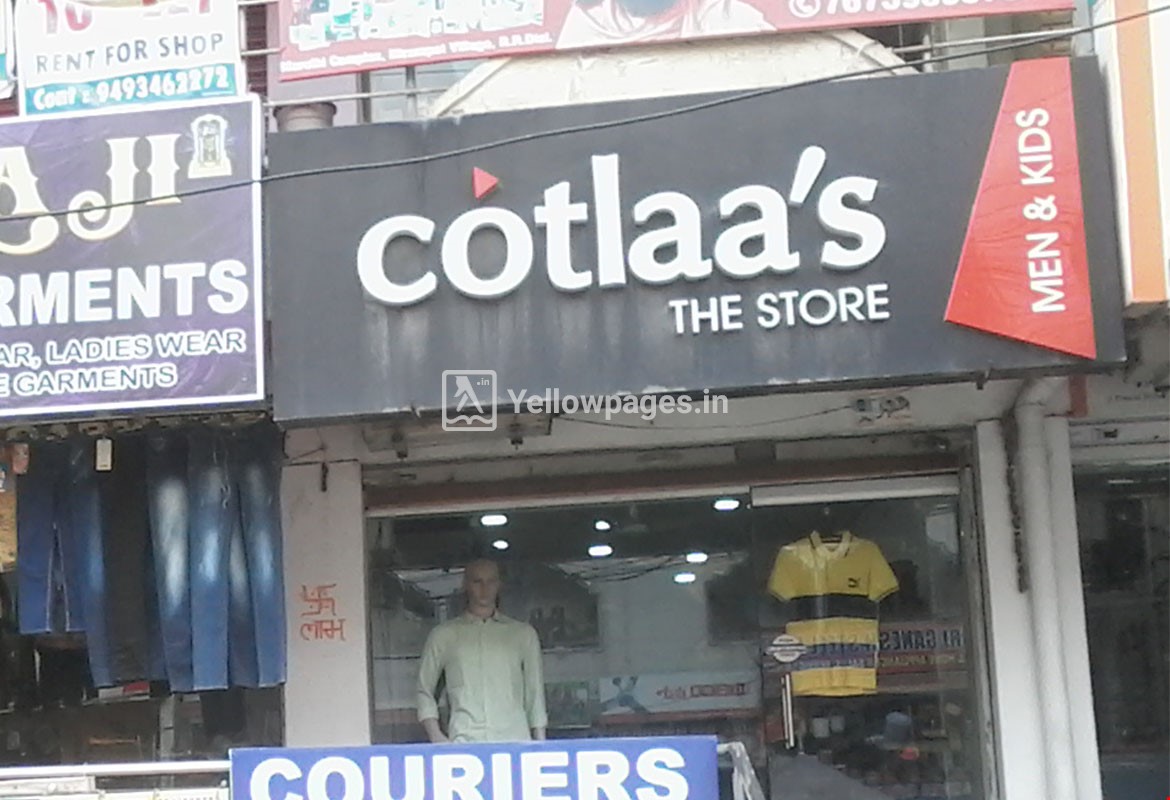 RENT FOR SHOP
Cont : 9493462272
AJI
RMENTS
AR, LADIES WEAR
E GARMENTS
cotlaa's
THE STORE
MEN & KIDS
.in
Yellowpages.in
लाभ
COURIERS